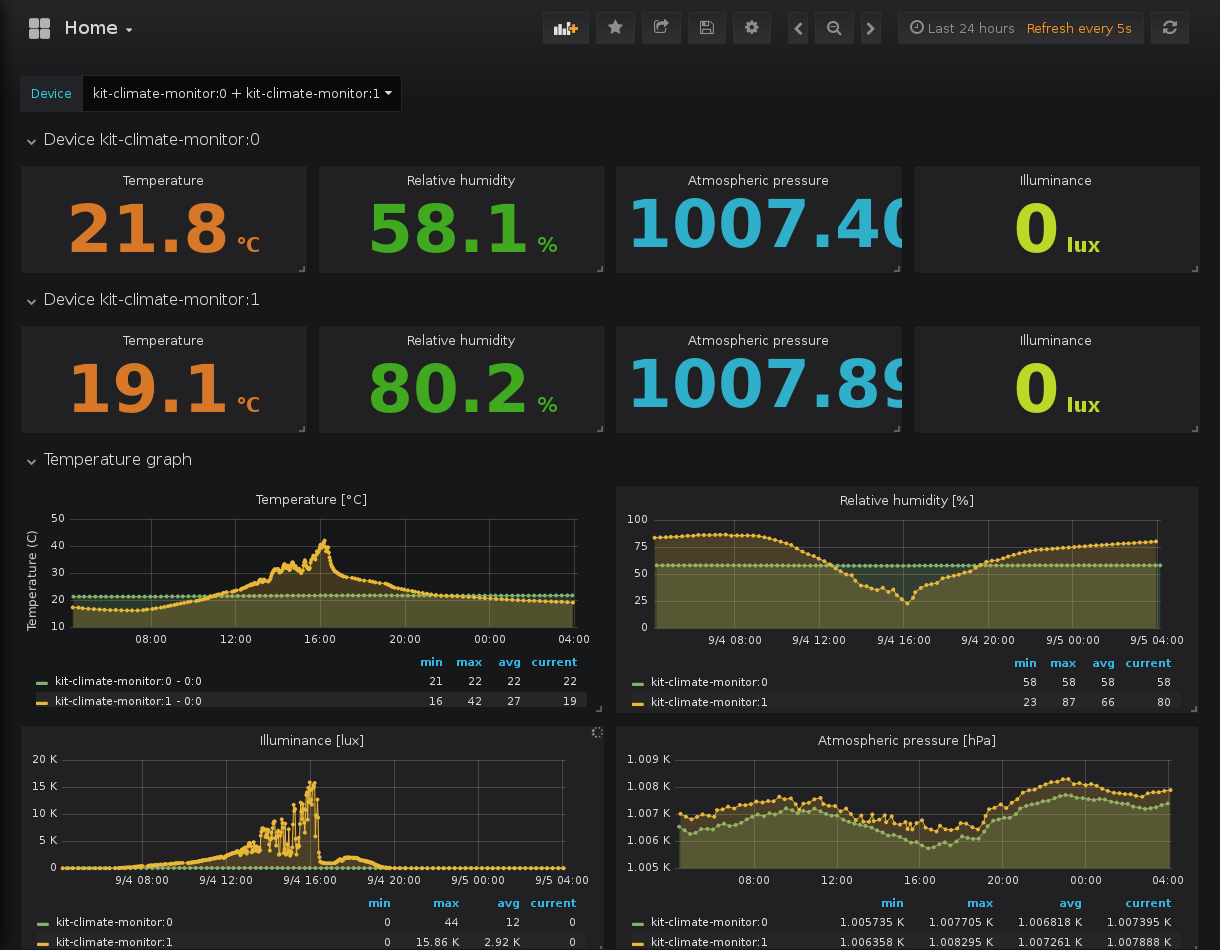 Home
Last 24 hours Refresh every 5s
Device kit-climate-monitor:0 + kit-climate-monitor:1
Device kit-climate-monitor:0
Temperature Relative humidity Atmospheric pressure Illuminance
21.8 °C 58.1 % 1007.40 0 lux
Device kit-climate-monitor:1
Temperature Relative humidity Atmospheric pressure Illuminance
19.1 °C 80.2 % 1007.89 0 lux
Temperature graph
Temperature [°C]
Temperature (C)
50
40
30
20
10
08:00 12:00 16:00 20:00 00:00 04:00
min max avg current
kit-climate-monitor:0 - 0:0 21 22 22 22
kit-climate-monitor:1 - 0:0 16 42 27 19
Relative humidity [%]
100
75
50
25
0
9/4 08:00 9/4 12:00 9/4 16:00 9/4 20:00 9/5 00:00 9/5 04:00
min max avg current
kit-climate-monitor:0 58 58 58 58
kit-climate-monitor:1 23 87 66 80
Illuminance [lux]
20 K
15 K
10 K
5 K
0
9/4 08:00 9/4 12:00 9/4 16:00 9/4 20:00 9/5 00:00 9/5 04:00
min max avg current
kit-climate-monitor:0 0 44 12 0
kit-climate-monitor:1 0 15.86 K 2.92 K 0
Atmospheric pressure [hPa]
1.009 K
1.008 K
1.007 K
1.006 K
1.005 K
08:00 12:00 16:00 20:00 00:00 04:00
min max avg current
kit-climate-monitor:0 1.005735 K 1.007705 K 1.006818 K 1.007395 K
kit-climate-monitor:1 1.006358 K 1.008295 K 1.007261 K 1.007888 K